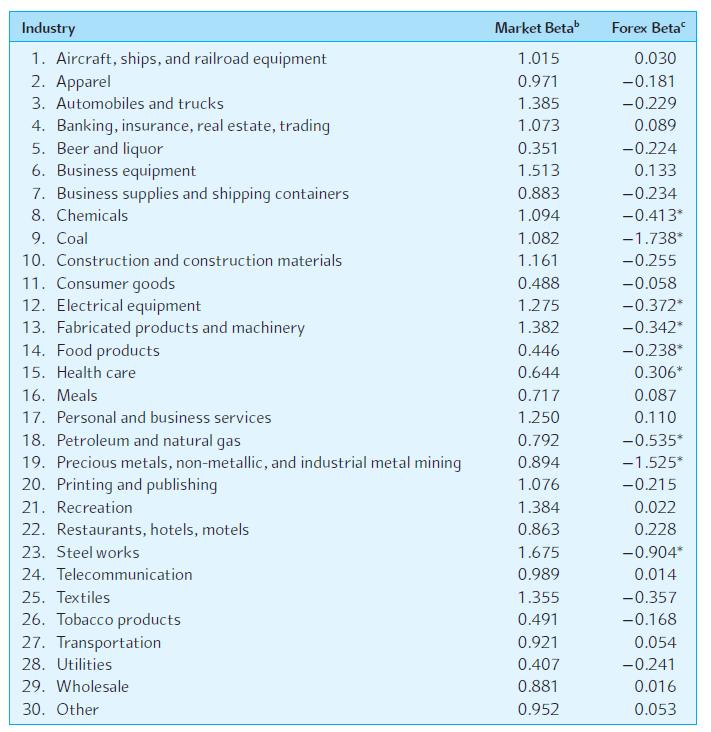 Industry Market Betaᵇ Forex Betaᶜ
1. Aircraft, ships, and railroad equipment 1.015 0.030
2. Apparel 0.971 −0.181
3. Automobiles and trucks 1.385 −0.229
4. Banking, insurance, real estate, trading 1.073 0.089
5. Beer and liquor 0.351 −0.224
6. Business equipment 1.513 0.133
7. Business supplies and shipping containers 0.883 −0.234
8. Chemicals 1.094 −0.413*
9. Coal 1.082 −1.738*
10. Construction and construction materials 1.161 −0.255
11. Consumer goods 0.488 −0.058
12. Electrical equipment 1.275 −0.372*
13. Fabricated products and machinery 1.382 −0.342*
14. Food products 0.446 −0.238*
15. Health care 0.644 0.306*
16. Meals 0.717 0.087
17. Personal and business services 1.250 0.110
18. Petroleum and natural gas 0.792 −0.535*
19. Precious metals, non-metallic, and industrial metal mining 0.894 −1.525*
20. Printing and publishing 1.076 −0.215
21. Recreation 1.384 0.022
22. Restaurants, hotels, motels 0.863 0.228
23. Steel works 1.675 −0.904*
24. Telecommunication 0.989 0.014
25. Textiles 1.355 −0.357
26. Tobacco products 0.491 −0.168
27. Transportation 0.921 0.054
28. Utilities 0.407 −0.241
29. Wholesale 0.881 0.016
30. Other 0.952 0.053